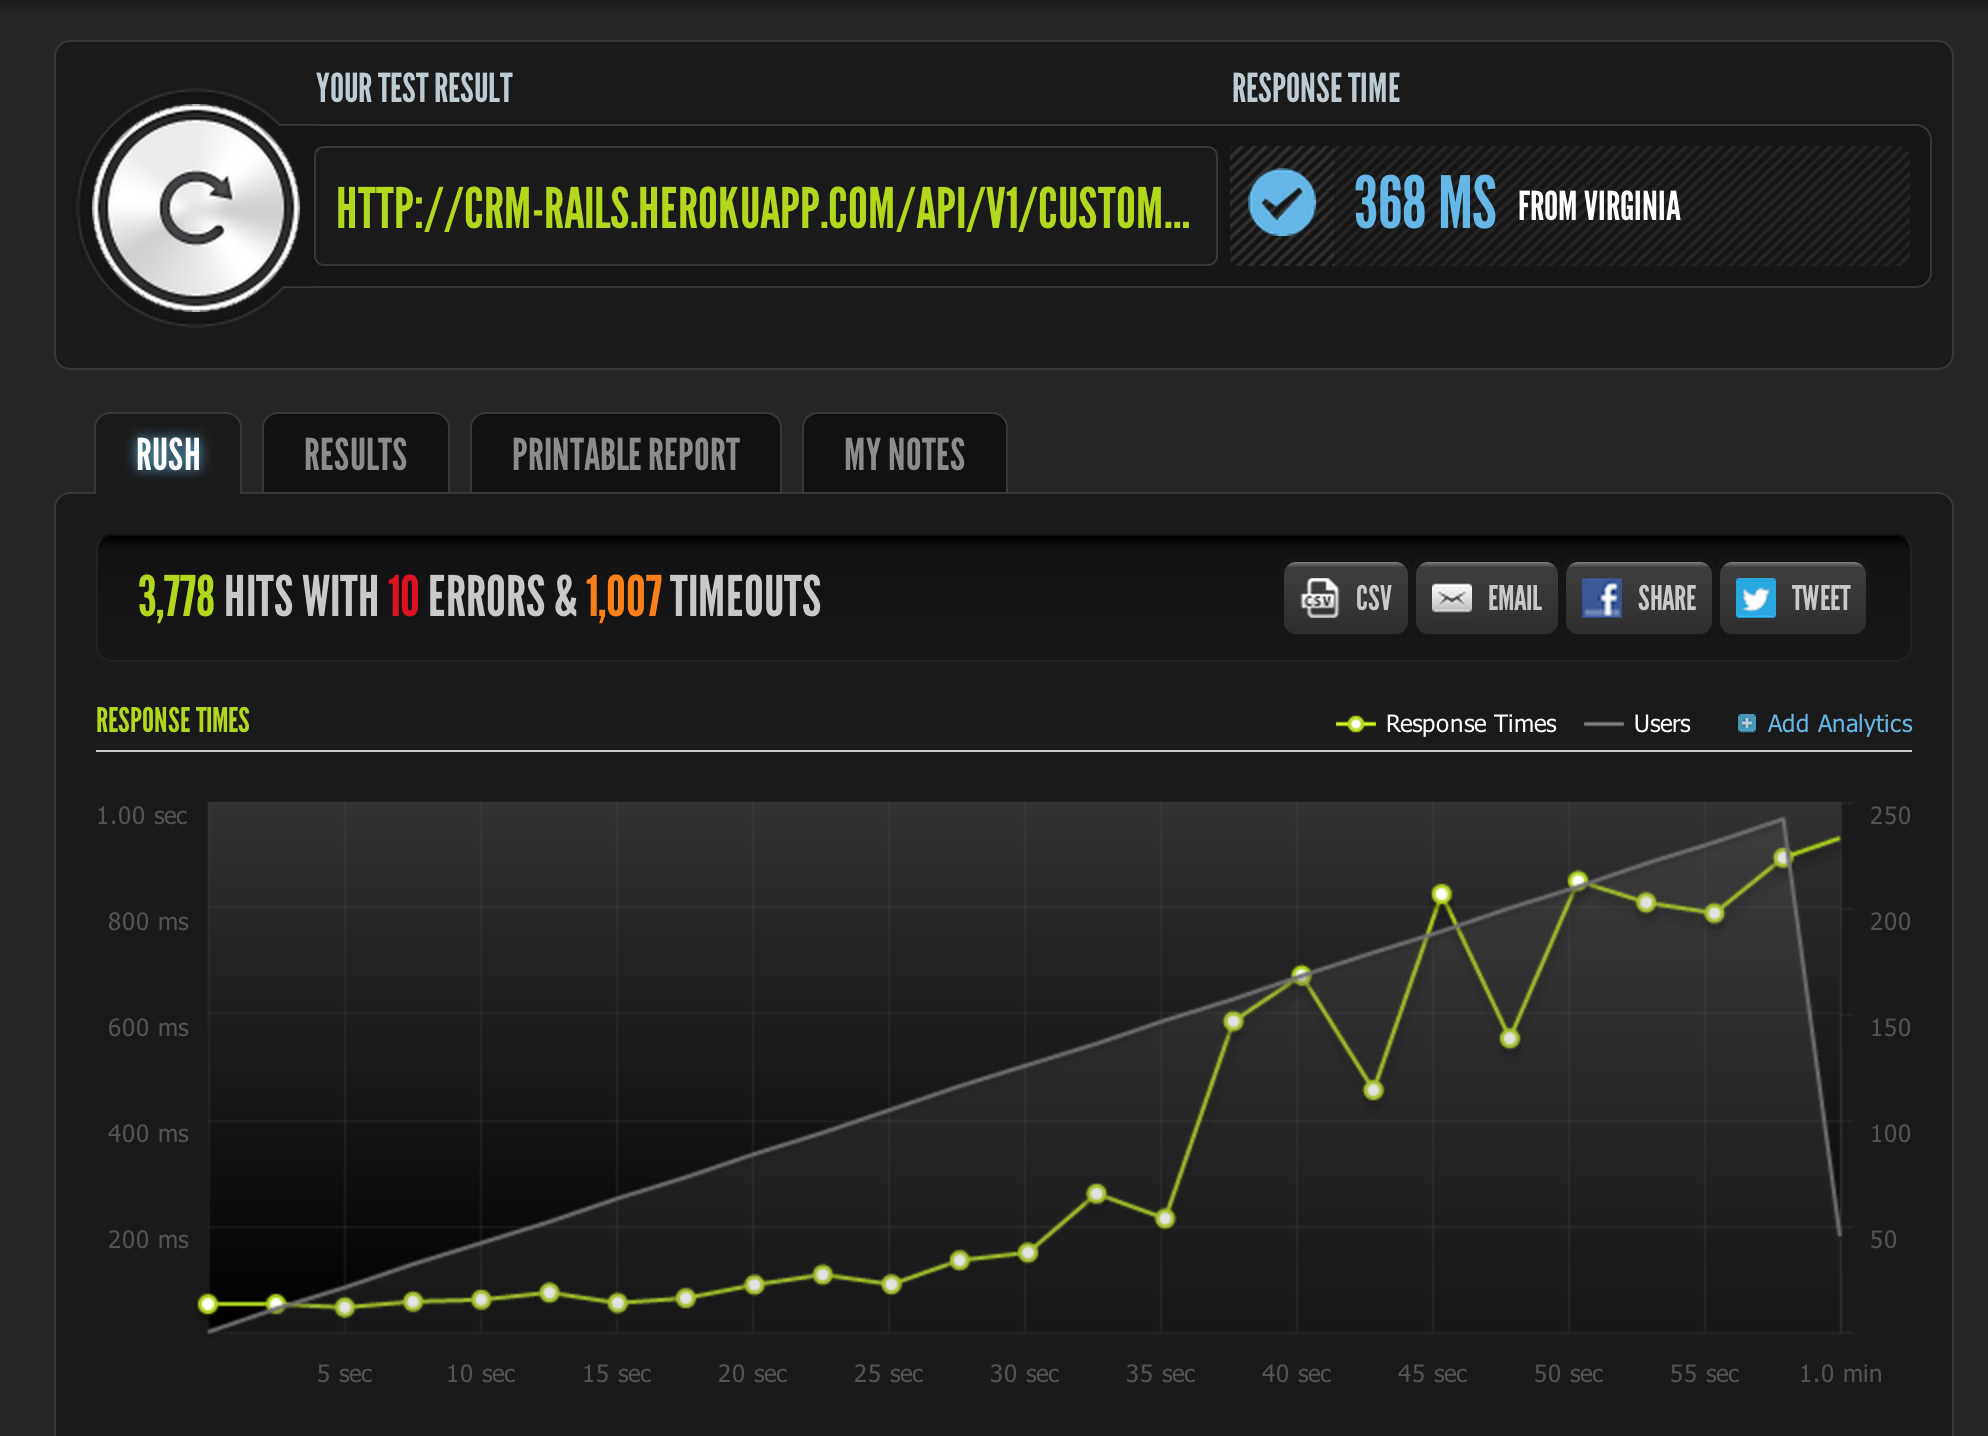 YOUR TEST RESULT
RESPONSE TIME
HTTP://CRM-RAILS.HEROKUAPP.COM/API/V1/CUSTOM...
368 MS FROM VIRGINIA
RUSH
RESULTS
PRINTABLE REPORT
MY NOTES
3,778 HITS WITH 10 ERRORS & 1,007 TIMEOUTS
CSV CSV
EMAIL
f SHARE
TWEET
RESPONSE TIMES
Response Times
Users
Add Analytics
1.00 sec
800 ms
600 ms
400 ms
200 ms
250
200
150
100
50
5 sec
10 sec
15 sec
20 sec
25 sec
30 sec
35 sec
40 sec
45 sec
50 sec
55 sec
1.0 min